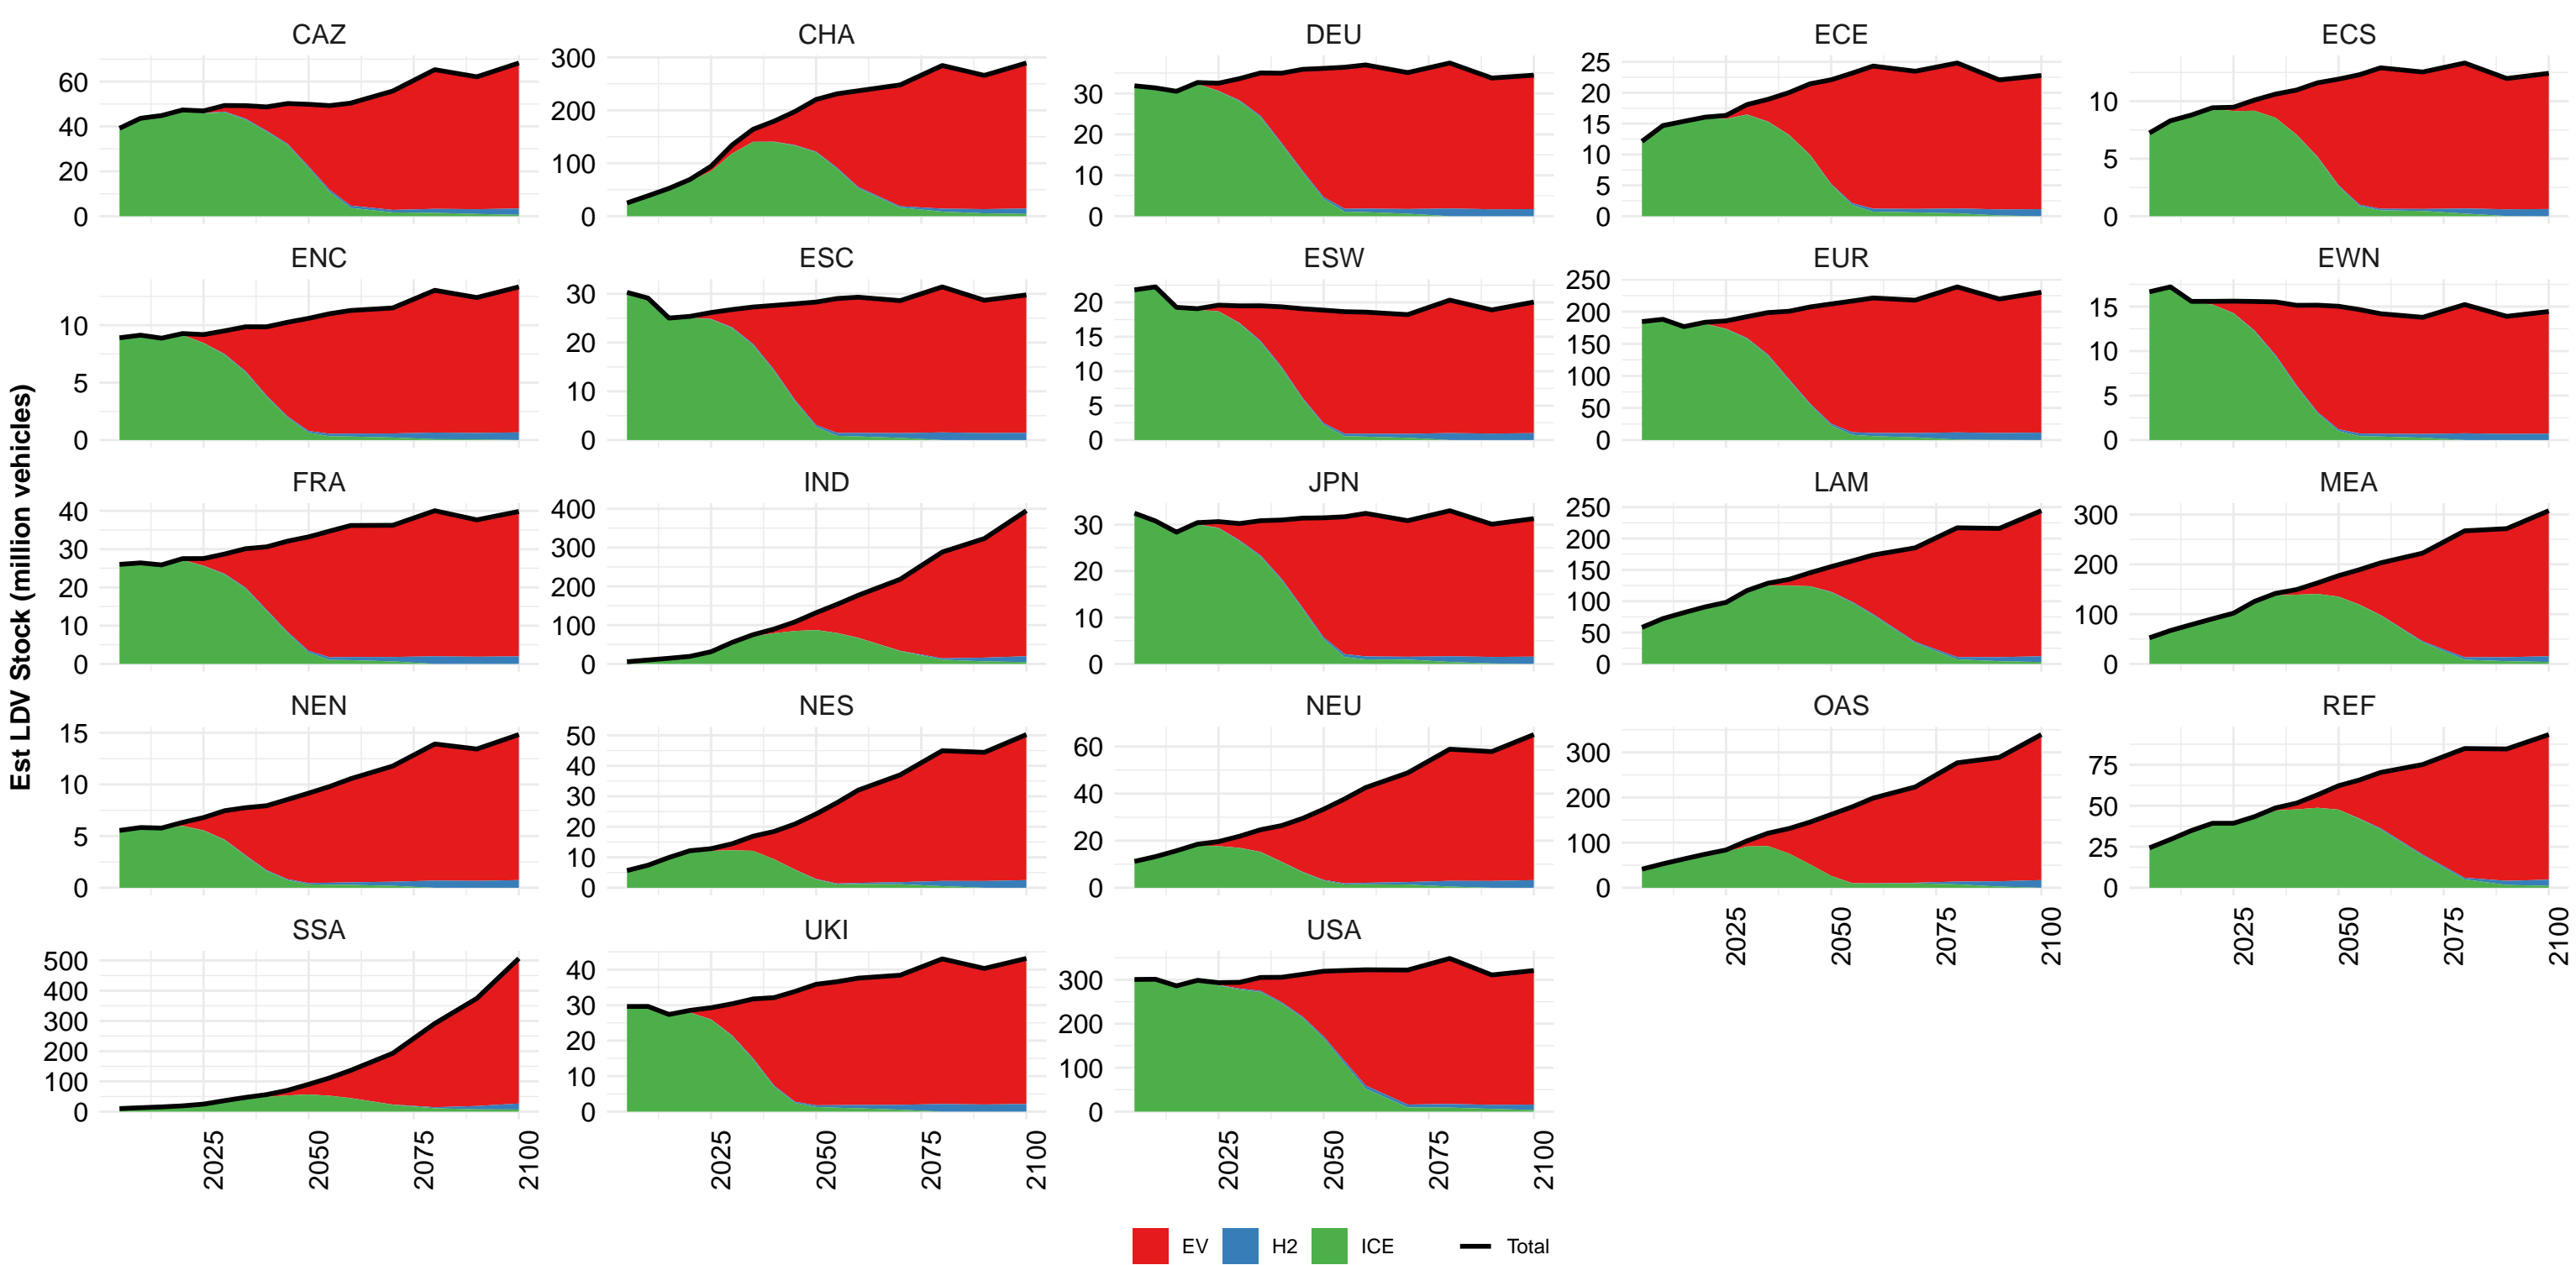 CAZ CHA DEU ECE ECS
60 40 20 0
300 200 100 0
30 20 10 0
25 20 15 10 5 0
10 5 0
ENC ESC ESW EUR EWN
10 5 0
30 20 10 0
20 15 10 5 0
250 200 150 100 50 0
15 10 5 0
Est LDV Stock (million vehicles)
FRA IND JPN LAM MEA
40 30 20 10 0
400 300 200 100 0
30 20 10 0
250 200 150 100 50 0
300 200 100 0
NEN NES NEU OAS REF
15 10 5 0
50 40 30 20 10 0
60 40 20 0
300 200 100 0
75 50 25 0
2025 2050 2075 2100
2025 2050 2075 2100
SSA UKI USA
500 400 300 200 100 0
40 30 20 10 0
300 200 100 0
2025 2050 2075 2100
2025 2050 2075 2100
2025 2050 2075 2100
EV H2 ICE Total